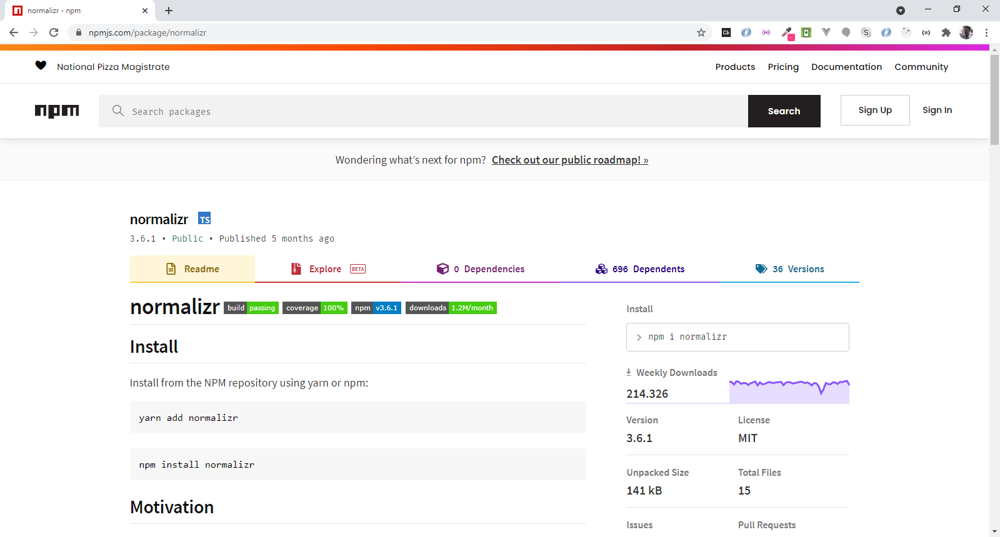 normalizr - npm
npmjs.com/package/normalizr
National Pizza Magistrate
Products Pricing Documentation Community
npm
Search packages
Search
Sign Up
Sign In
Wondering what’s next for npm? Check out our public roadmap! »
normalizr TS
3.6.1 • Public • Published 5 months ago
Readme
Explore BETA
0 Dependencies
696 Dependents
36 Versions
normalizr build passing coverage 100% npm v3.6.1 downloads 1.2M/month
Install
Install from the NPM repository using yarn or npm:
yarn add normalizr
npm install normalizr
Motivation
Install
> npm i normalizr
Weekly Downloads
214.326
Version
3.6.1
License
MIT
Unpacked Size
141 kB
Total Files
15
Issues
Pull Requests